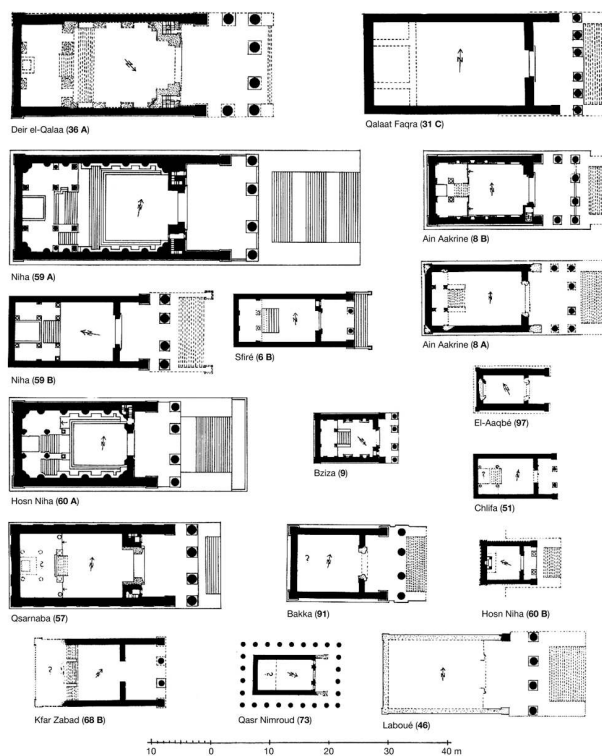 Deir el-Qalaa (36 A)
Qalaat Faqra (31 C)
Niha (59 A)
Ain Aakrine (8 B)
Niha (59 B)
Sfiré (6 B)
Ain Aakrine (8 A)
El-Aaqbé (97)
Hosn Niha (60 A)
Bziza (9)
Chlifa (51)
Qsarnaba (57)
Bakka (91)
Hosn Niha (60 B)
Kfar Zabad (68 B)
Qasr Nimroud (73)
Laboué (46)
10 0 10 20 30 40 m